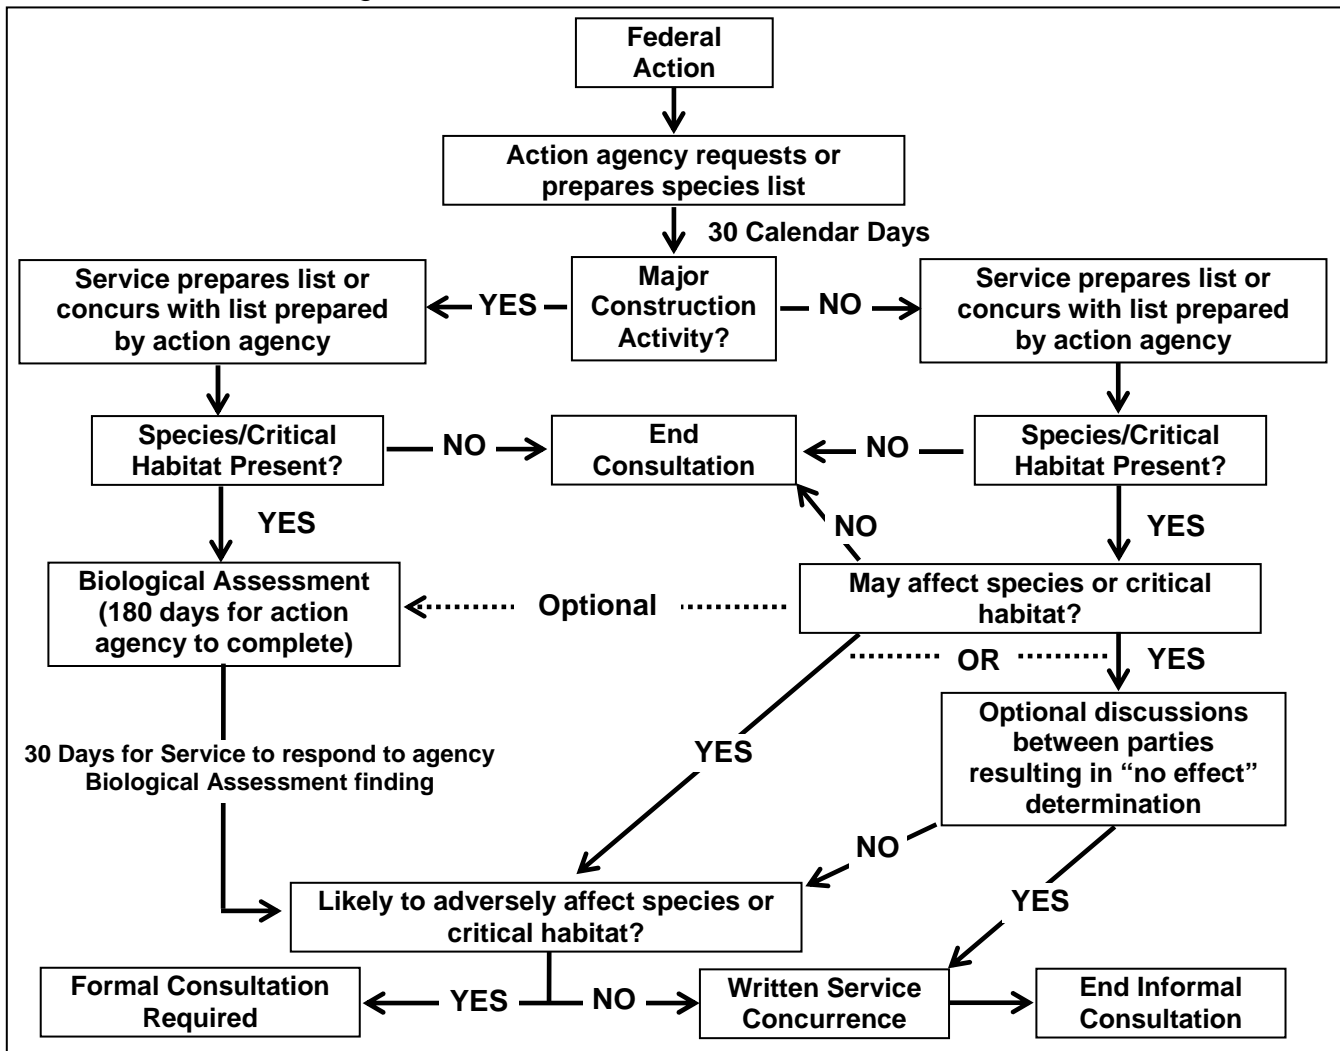 Federal
Action
Action agency requests or
prepares species list
30 Calendar Days
Service prepares list or
concurs with list prepared
by action agency
YES
Major
Construction
Activity?
NO
Service prepares list or
concurs with list prepared
by action agency
Species/Critical
Habitat Present?
NO
End
Consultation
NO
Species/Critical
Habitat Present?
YES
NO
YES
Biological Assessment
(180 days for action
agency to complete)
Optional
May affect species or critical
habitat?
OR
YES
30 Days for Service to respond to agency
Biological Assessment finding
YES
Optional discussions
between parties
resulting in “no effect”
determination
NO
YES
Likely to adversely affect species or
critical habitat?
Formal Consultation
Required
YES
NO
Written Service
Concurrence
End Informal
Consultation